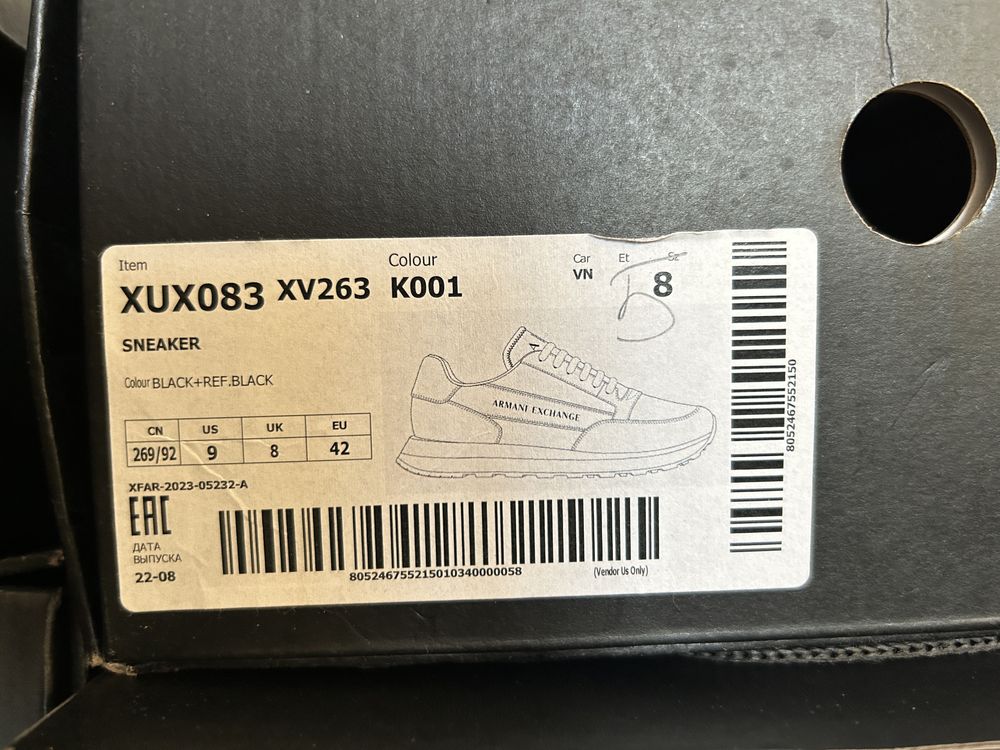 Item
XUX083 XV263
Colour
K001
Car
VN
Et
Sz
8
SNEAKER
Colour BLACK+REF.BLACK
CN US UK EU
269/92 9 8 42
ARMANI EXCHANGE
XFAR-2023-05232-A
EAC
ДАТА
ВЫПУСКА
22-08
805246755215010340000058
(Vendor Us Only)
8052467552150